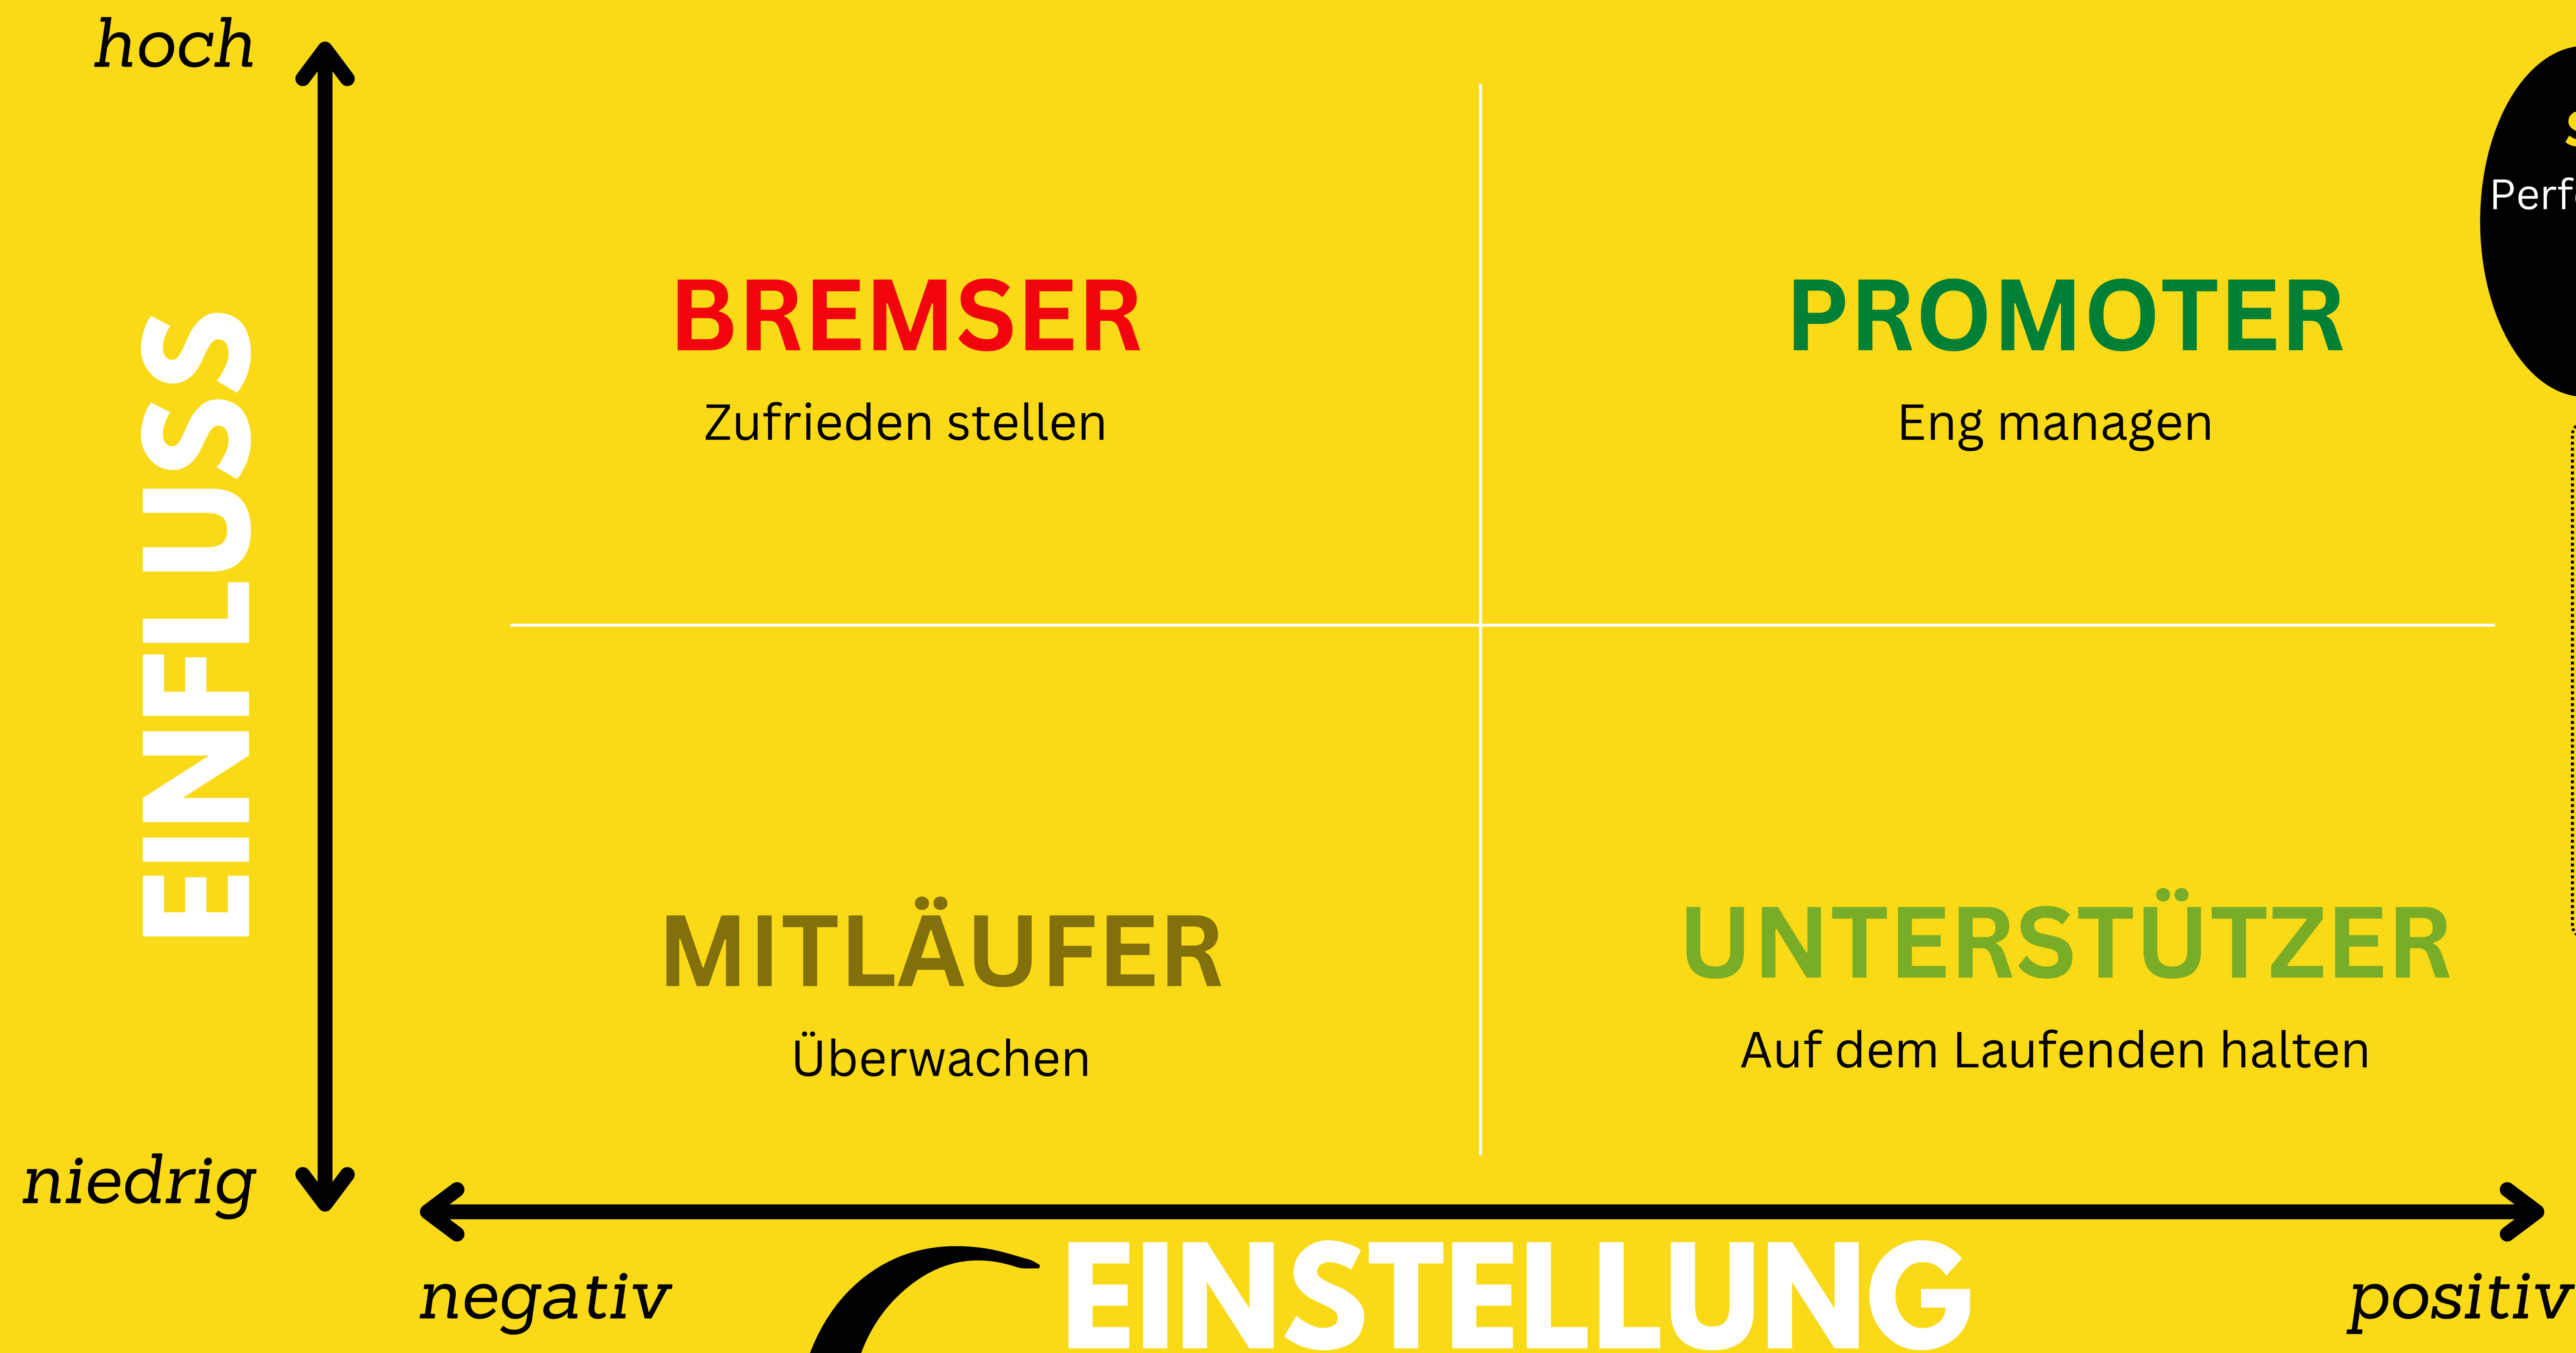 hoch
EINFLUSS
BREMSER
Zufrieden stellen
PROMOTER
Eng managen
MITLÄUFER
Überwachen
UNTERSTÜTZER
Auf dem Laufenden halten
niedrig
negativ
EINSTELLUNG
positiv